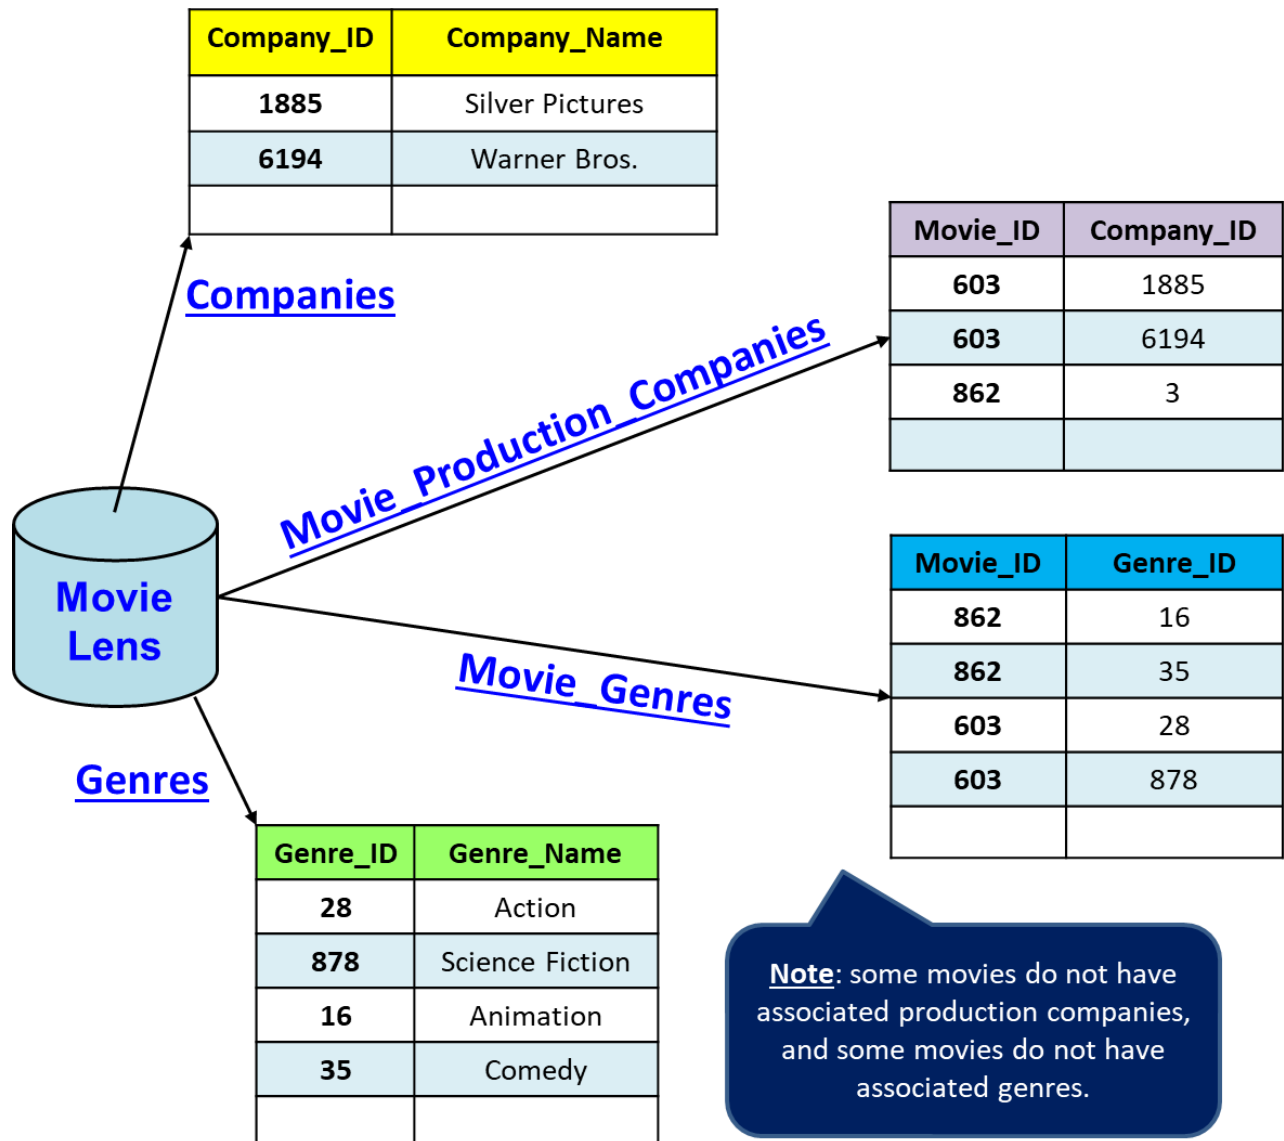 Company_ID Company_Name
1885 Silver Pictures
6194 Warner Bros.
Companies
Movie_Production_Companies
Movie_ID Company_ID
603 1885
603 6194
862 3
Movie
Lens
Movie_Genres
Movie_ID Genre_ID
862 16
862 35
603 28
603 878
Genres
Genre_ID Genre_Name
28 Action
878 Science Fiction
16 Animation
35 Comedy
Note: some movies do not have
associated production companies,
and some movies do not have
associated genres.